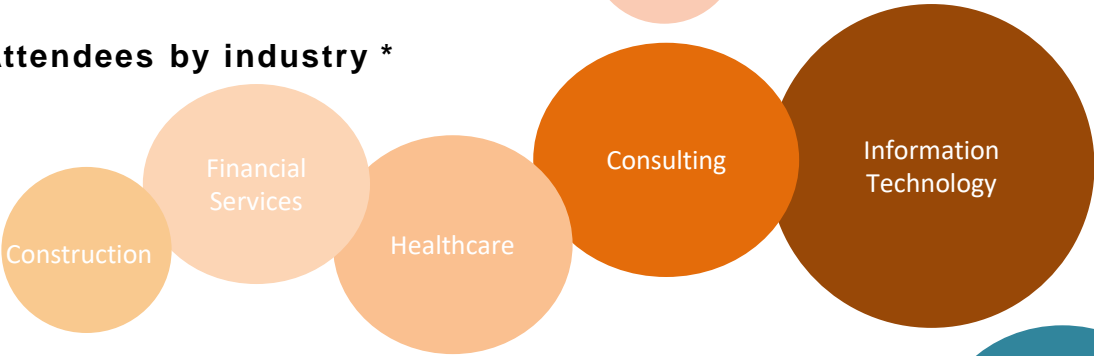 ttendees by industry *
Financial
Services
Construction
Healthcare
Consulting
Information
Technology